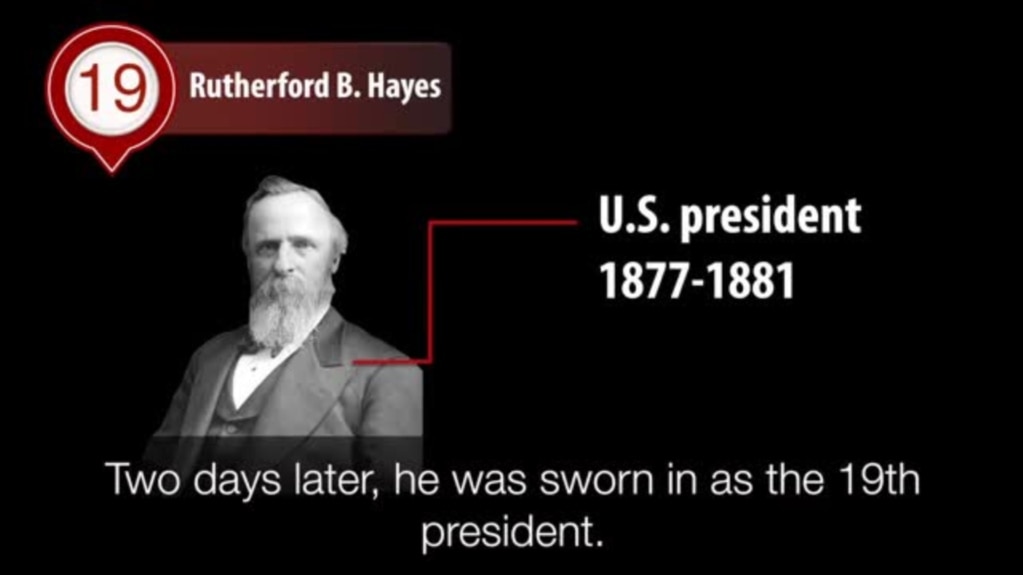 19
Rutherford B. Hayes
U.S. president
1877-1881
Two days later, he was sworn in as the 19th
president.